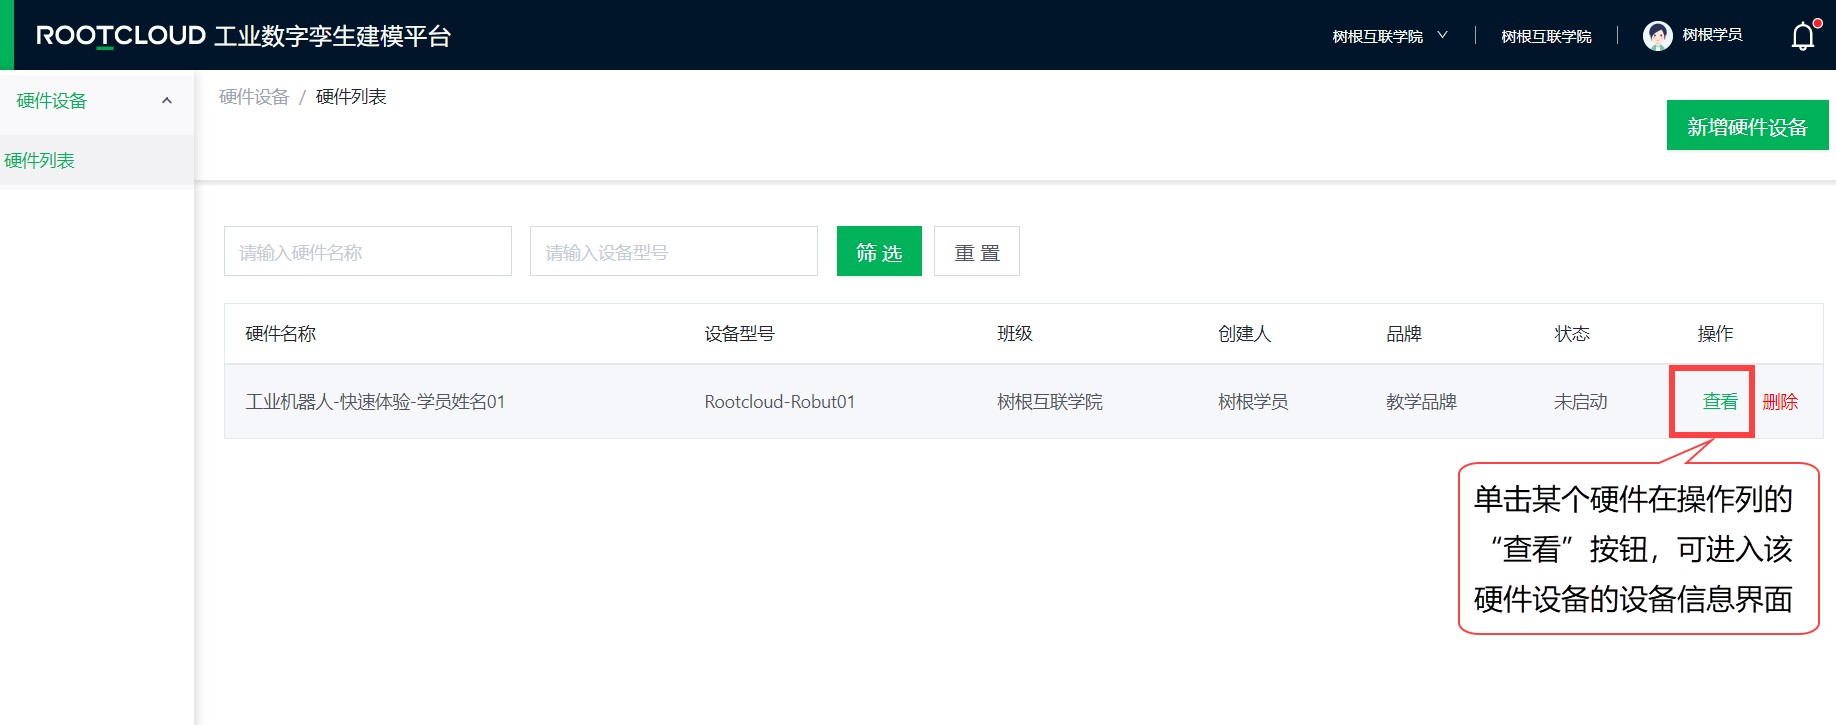 ROOTCLOUD 工业数字孪生建模平台
树根互联学院
树根互联学院
树根学员
硬件设备
硬件列表
硬件设备 / 硬件列表
新增硬件设备
请输入硬件名称
请输入设备型号
筛选
重置
硬件名称 设备型号 班级 创建人 品牌 状态 操作
工业机器人-快速体验-学员姓名01 Rootcloud-Robut01 树根互联学院 树根学员 教学品牌 未启动 查看 删除
单击某个硬件在操作列的
“查看”按钮，可进入该
硬件设备的设备信息界面